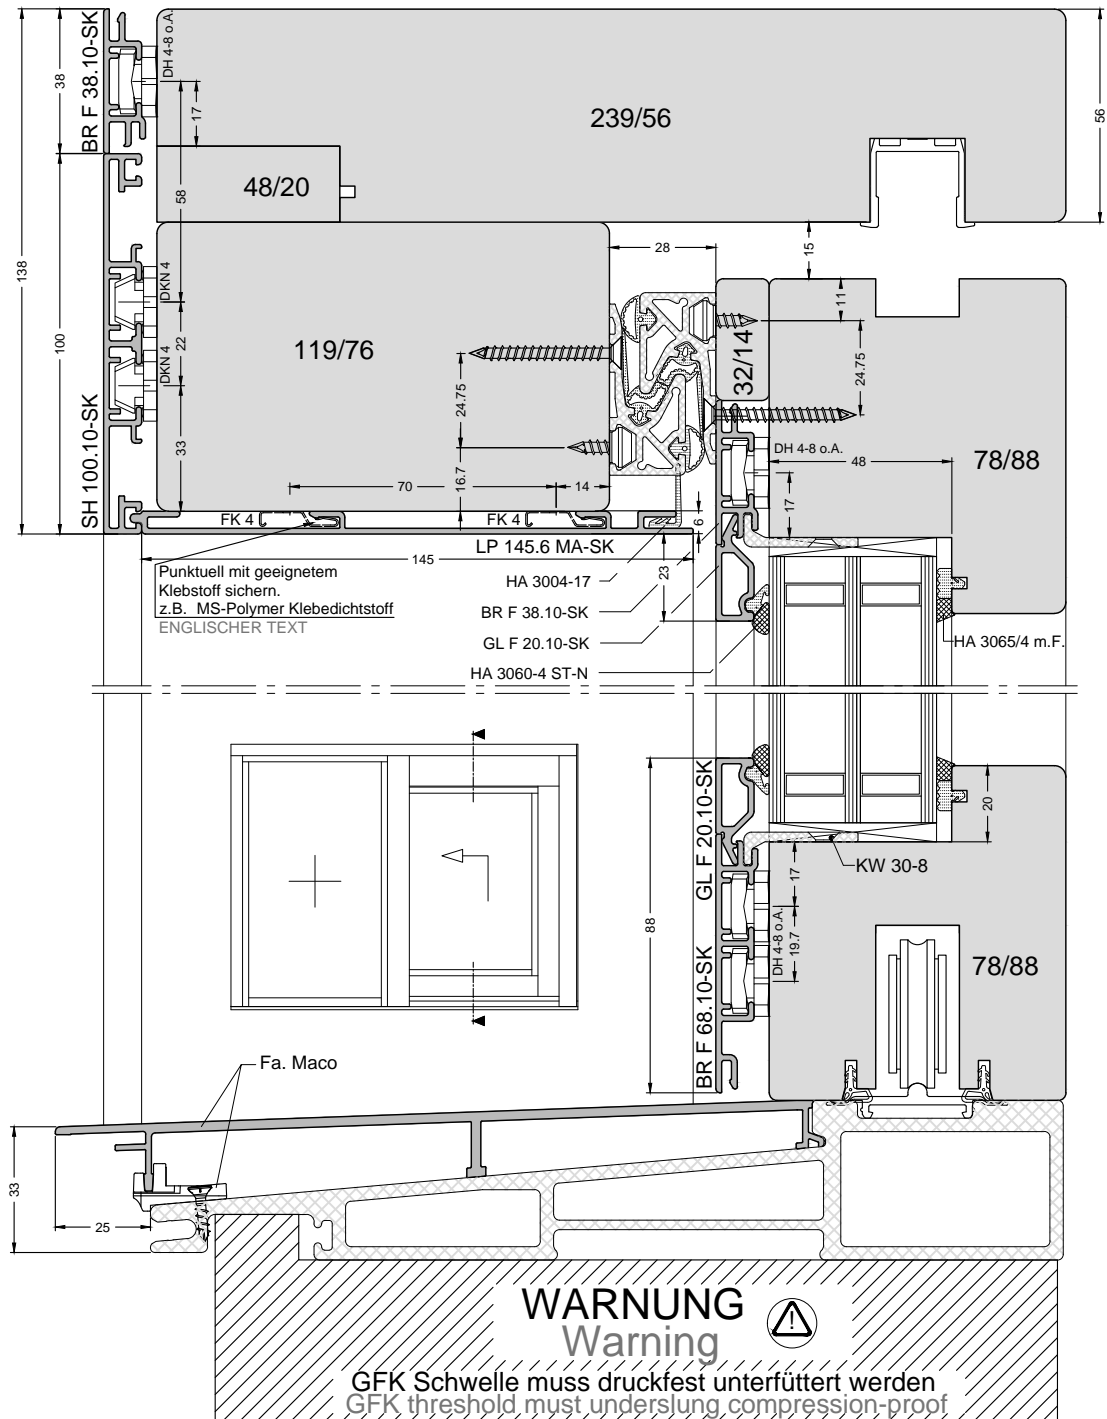 BR F 38.10-SK
DH 4-8 o.A.
38
17
239/56
56
48/20
58
138
100
28
15
11
DKN 4
22
DKN 4
119/76
32/14
24.75
24.75
SH 100.10-SK
33
16.7
70
14
DH 4-8 o.A.
48
78/88
17
FK 4
FK 4
6
145
LP 145.6 MA-SK
23
Punktuell mit geeignetem
Klebstoff sichern.
z.B. MS-Polymer Klebedichtstoff
ENGLISCHER TEXT
HA 3004-17
BR F 38.10-SK
GL F 20.10-SK
HA 3060-4 ST-N
HA 3065/4 m.F.
GL F 20.10-SK
20
KW 30-8
17
88
DH 4-8 o.A.
19.7
78/88
BR F 68.10-SK
Fa. Maco
33
25
WARNUNG
Warning
GFK Schwelle muss druckfest unterfüttert werden
GFK threshold must underslung compression-proof